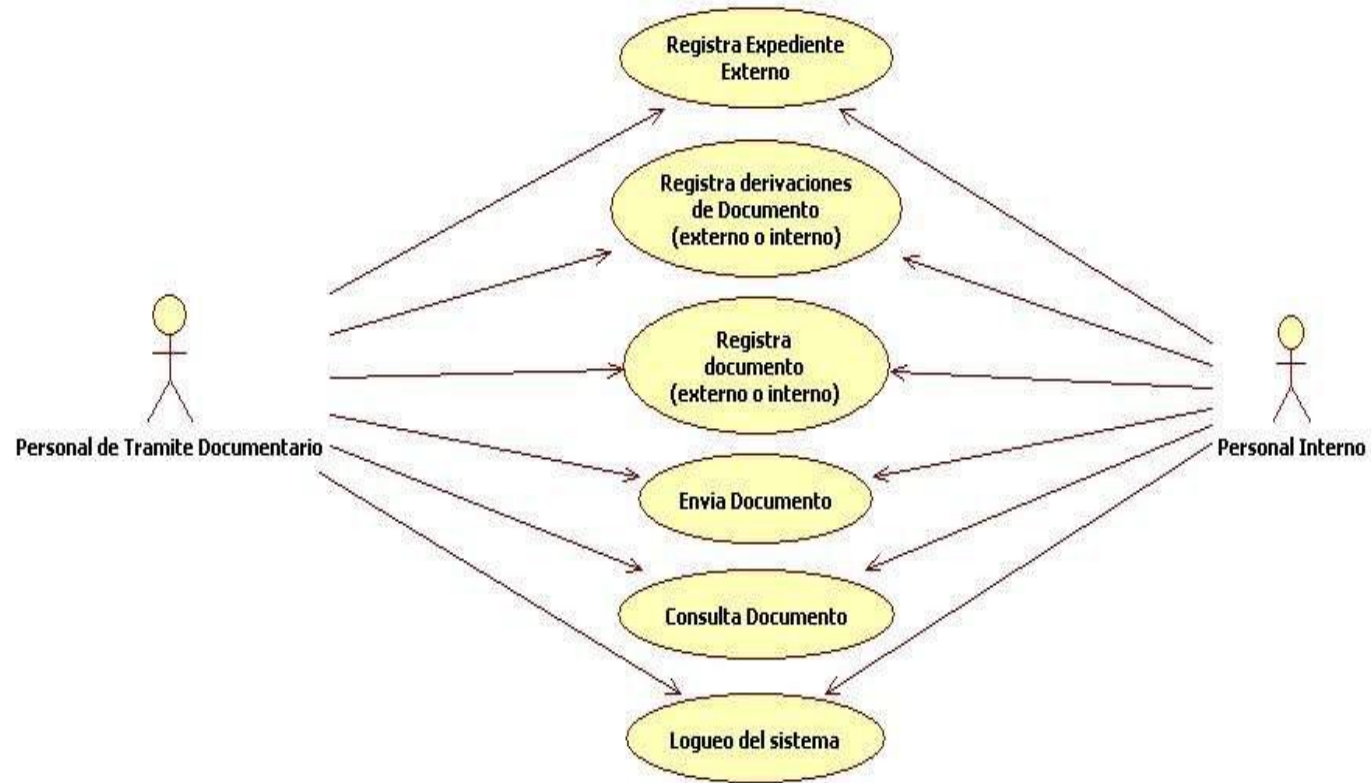 Registra Expediente
Externo
Registra derivaciones
de Documento
(externo o interno)
Registra
documento
(externo o interno)
Personal de Tramite Documentario
Personal Interno
Envia Documento
Consulta Documento
Logueo del sistema